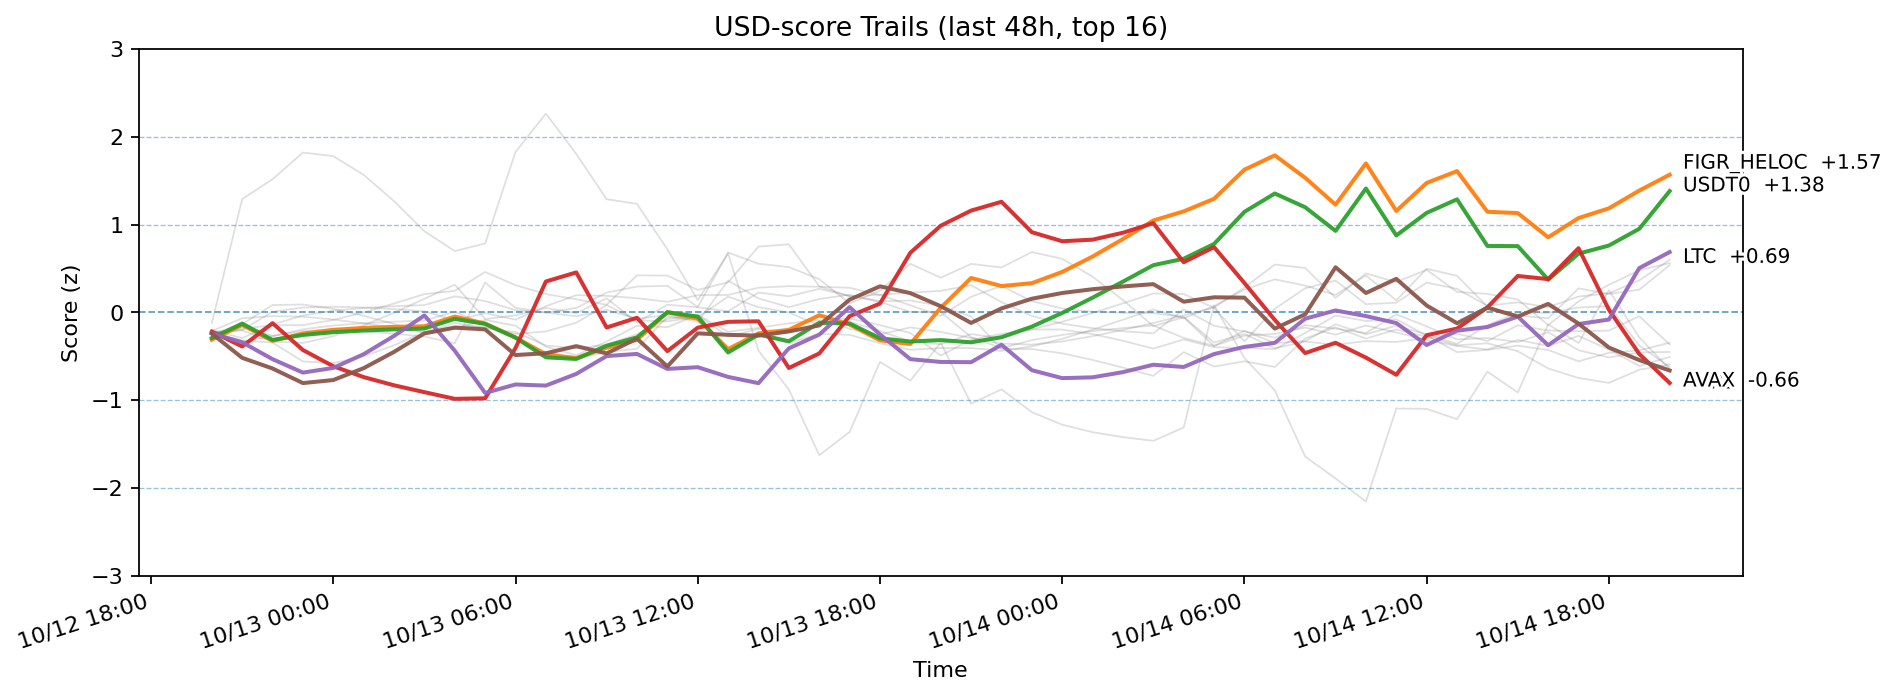 USD-score Trails (last 48h, top 16)
Score (z)
3
2
1
0
−1
−2
−3
FIGR_HELOC +1.57
USDT0 +1.38
LTC +0.69
AVAX -0.66
10/12 18:00
10/13 00:00
10/13 06:00
10/13 12:00
10/13 18:00
10/14 00:00
10/14 06:00
10/14 12:00
10/14 18:00
Time